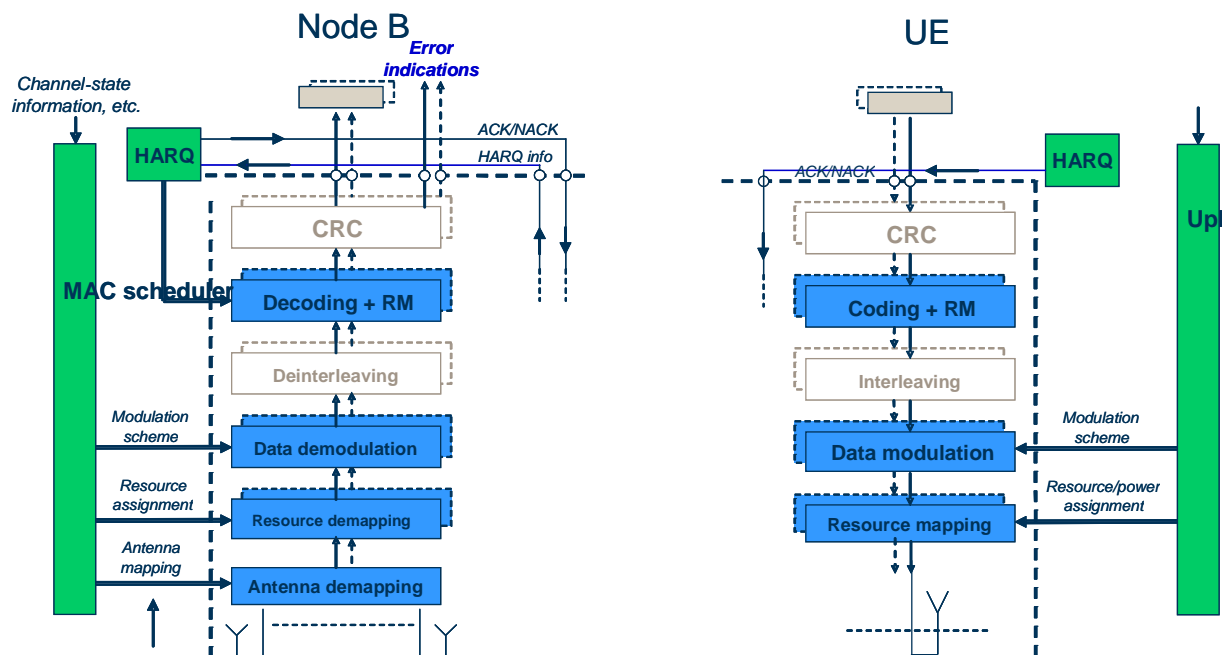 Node B
UE
Error
indications
Channel-state
information, etc.
HARQ
ACK/NACK
HARQ info
CRC
MAC scheduler
Decoding + RM
Deinterleaving
Modulation
scheme
Data demodulation
Resource
assignment
Resource demapping
Antenna
mapping
Antenna demapping
HARQ
ACK/NACK
CRC
Upl
Coding + RM
Interleaving
Modulation
scheme
Data modulation
Resource/power
assignment
Resource mapping